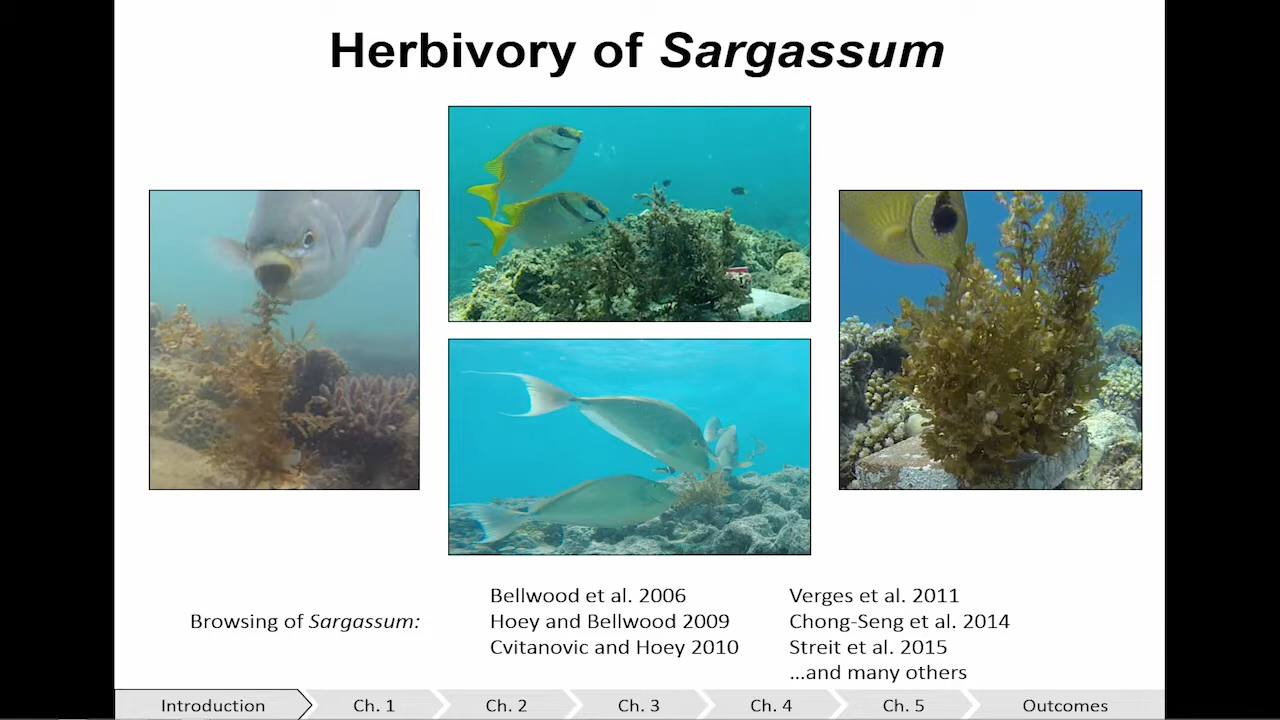 Herbivory of Sargassum
Browsing of Sargassum:
Bellwood et al. 2006
Hoey and Bellwood 2009
Cvitanovic and Hoey 2010
Verges et al. 2011
Chong-Seng et al. 2014
Streit et al. 2015
...and many others
Introduction
Ch. 1
Ch. 2
Ch. 3
Ch. 4
Ch. 5
Outcomes